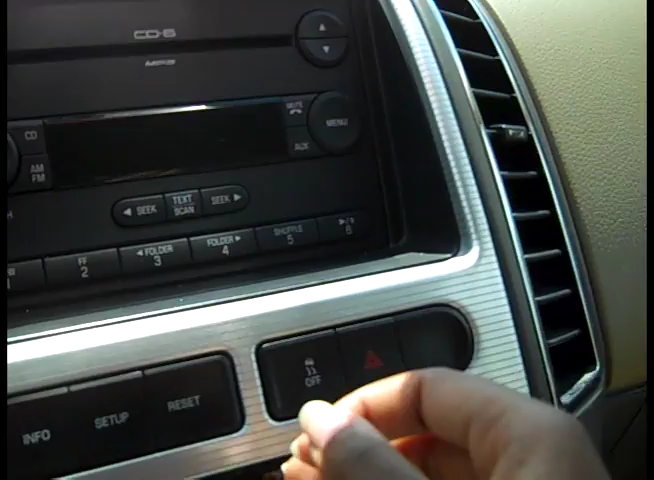 CD-6
MP3
MUTE
CD
MENU
AUX
AM
FM
SEEK
TEXT
SCAN
SEEK
FF
2
FOLDER
3
FOLDER
4
SHUFFLE
5
6
OFF
INFO
SETUP
RESET